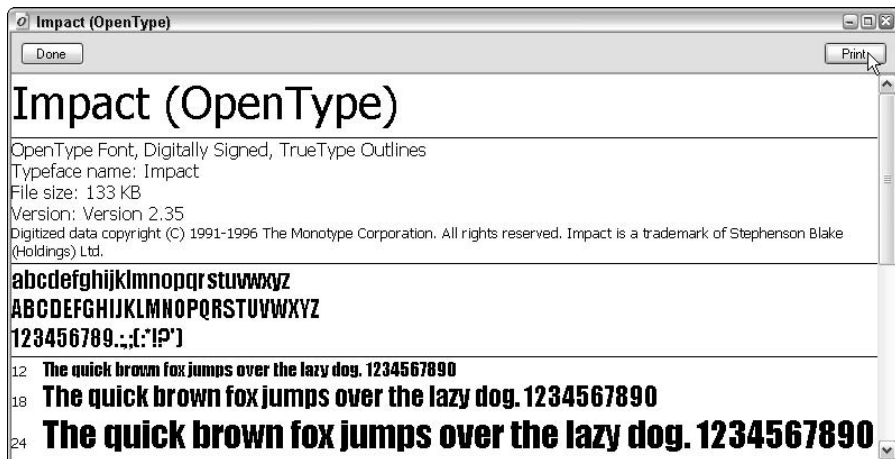 Impact (OpenType)
Done
Print
Impact (OpenType)
OpenType Font, Digitally Signed, TrueType Outlines
Typeface name: Impact
File size: 133 KB
Version: Version 2.35
Digitized data copyright (C) 1991-1996 The Monotype Corporation. All rights reserved. Impact is a trademark of Stephenson Blake
(Holdings) Ltd.
abcdefghijklmnopqrstuvwxyz
ABCDEFGHIJKLMNOPQRSTUVWXYZ
123456789.:,;(:*!?')
12 The quick brown fox jumps over the lazy dog. 1234567890
18 The quick brown fox jumps over the lazy dog. 1234567890
24 The quick brown fox jumps over the lazy dog. 1234567890